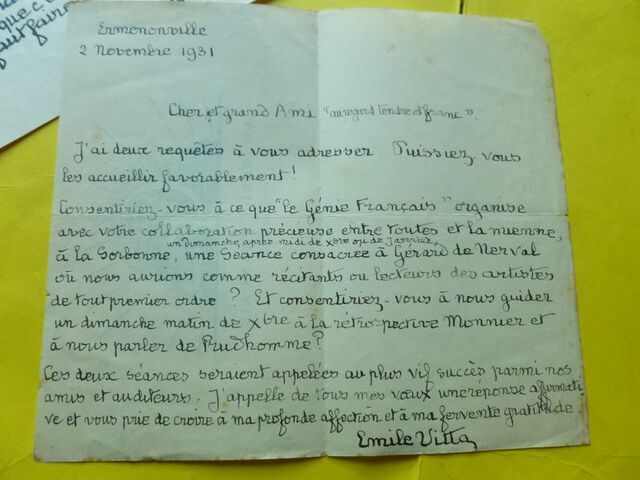 faire
Ermenonville
2 Novembre 1931
Cher et grand Ami "au regard tendre et franc".
J'ai deux requêtes à vous adresser. Puissiez-vous
les accueillir favorablement!
Consentiriez-vous à ce que "le Génie Français" organise
avec votre collaboration précieuse entre toutes et la mienne,
un dimanche après-midi de Xbre ou de Janvier
à la Sorbonne, une Séance consacrée à Gérard de Nerval
où nous aurions comme récitants ou lecteurs des artistes
de tout premier ordre? Et consentiriez-vous à nous guider
un dimanche matin de Xbre à la rétrospective Monnier et
à nous parler de Prudhomme?
Ces deux séances seraient appelées au plus vif succès parmi nos
amis et auditeurs. J'appelle de tous mes vœux une réponse affirmati-
ve et vous prie de croire à ma profonde affection et à ma fervente gratitude
Emile Vitta